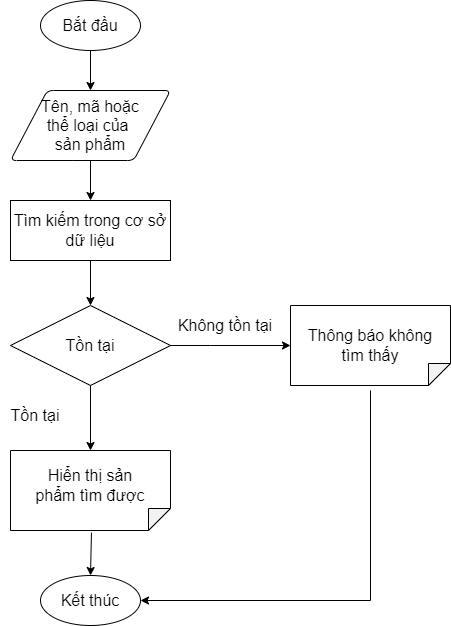 Bắt đầu
Tên, mã hoặc
thể loại của
sản phẩm
Tìm kiếm trong cơ sở
dữ liệu
Tồn tại
Không tồn tại
Thông báo không
tìm thấy
Tồn tại
Hiển thị sản
phẩm tìm được
Kết thúc